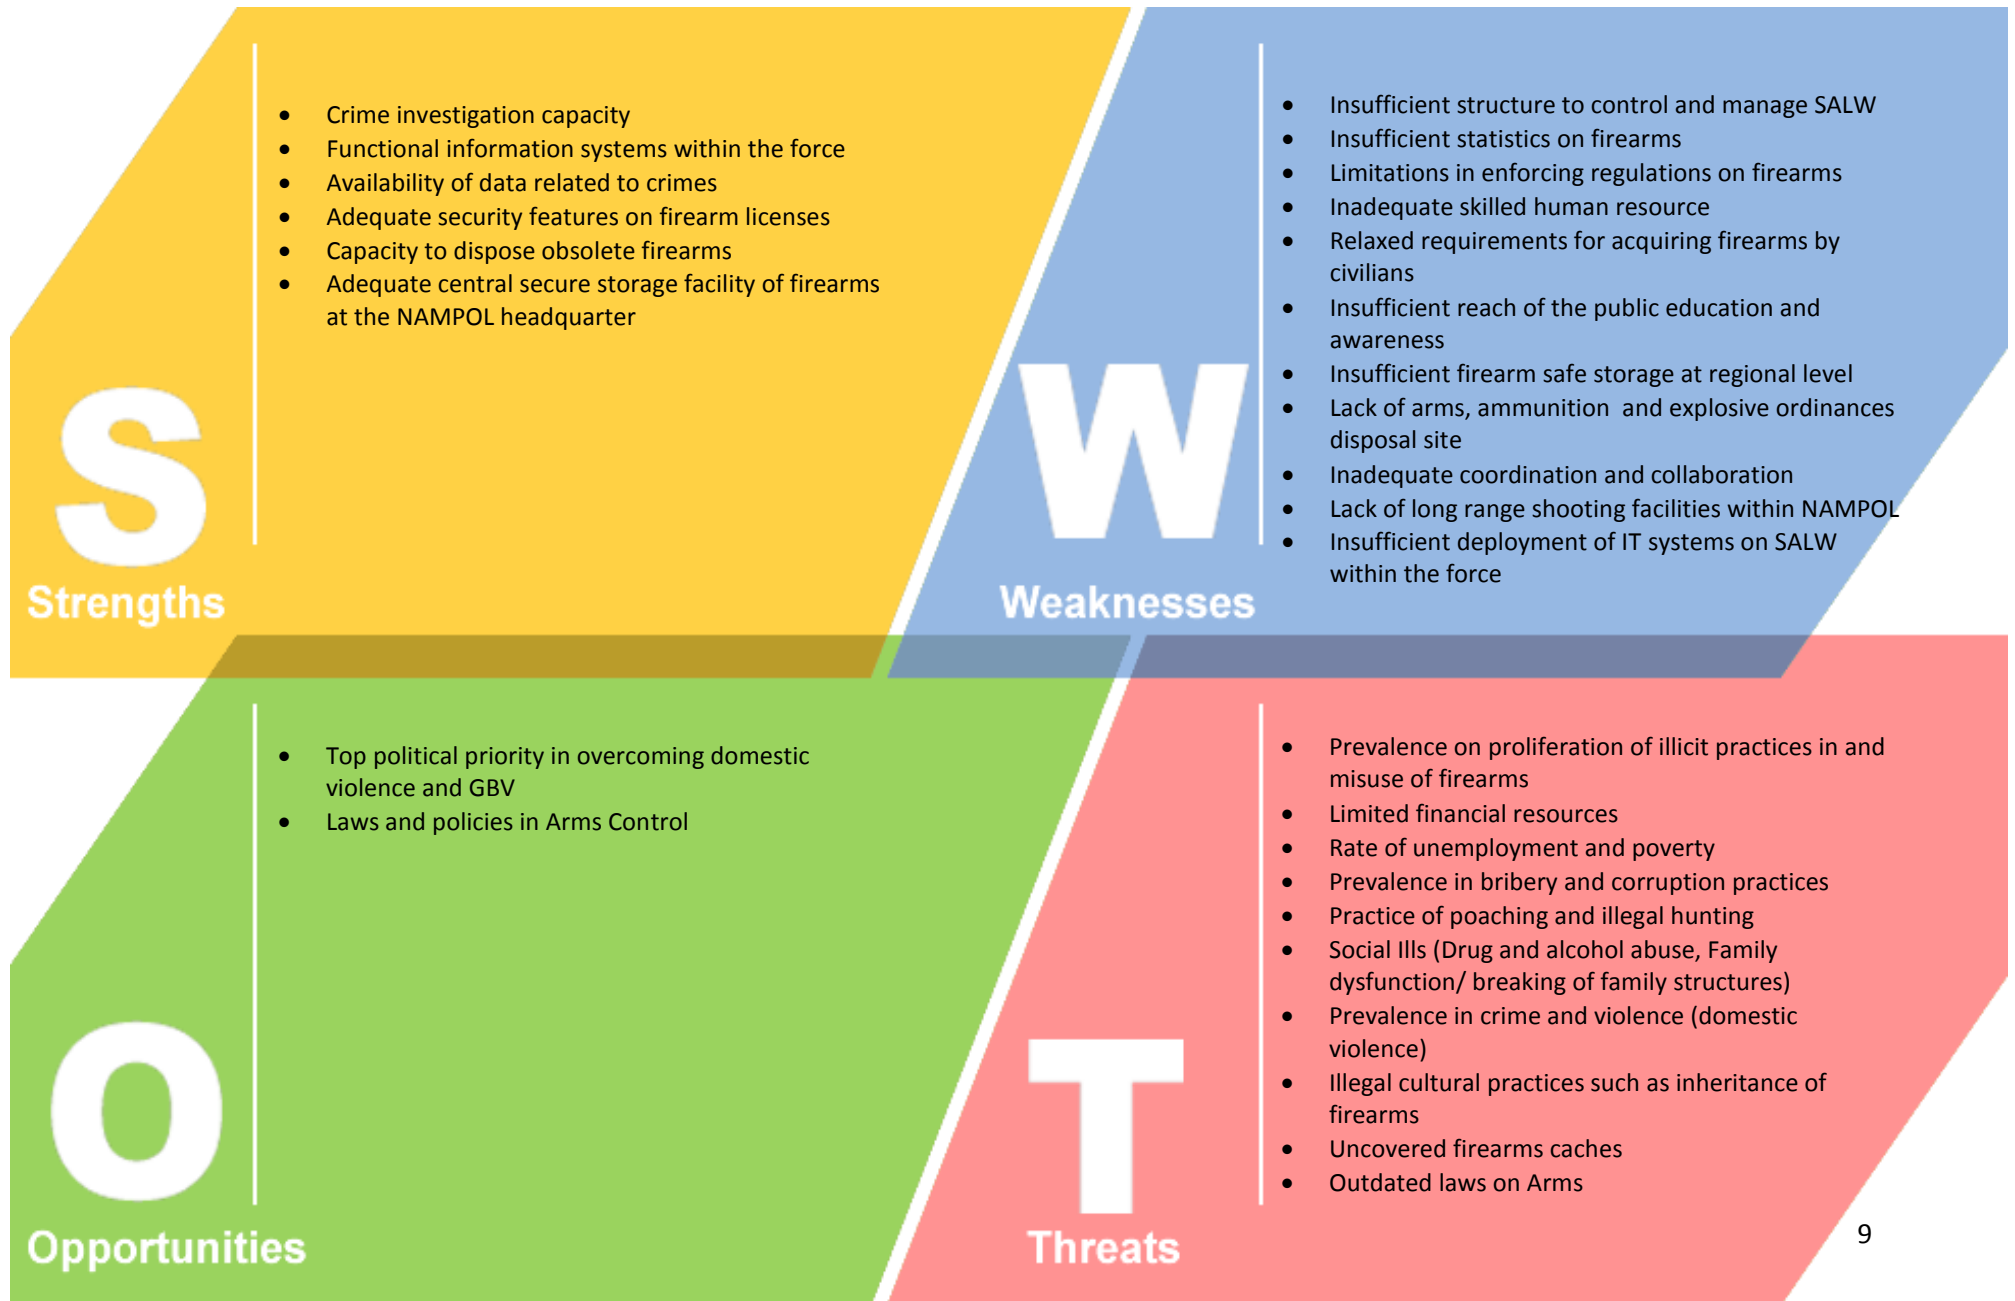 • Crime investigation capacity
• Functional information systems within the force
• Availability of data related to crimes
• Adequate security features on firearm licenses
• Capacity to dispose obsolete firearms
• Adequate central secure storage facility of firearms
at the NAMPOL headquarter
S
Strengths
• Insufficient structure to control and manage SALW
• Insufficient statistics on firearms
• Limitations in enforcing regulations on firearms
• Inadequate skilled human resource
• Relaxed requirements for acquiring firearms by
civilians
• Insufficient reach of the public education and
awareness
• Insufficient firearm safe storage at regional level
• Lack of arms, ammunition  and explosive ordinances
disposal site
• Inadequate coordination and collaboration
• Lack of long range shooting facilities within NAMPOL
• Insufficient deployment of IT systems on SALW
within the force
W
Weaknesses
• Top political priority in overcoming domestic
violence and GBV
• Laws and policies in Arms Control
O
Opportunities
• Prevalence on proliferation of illicit practices in and
misuse of firearms
• Limited financial resources
• Rate of unemployment and poverty
• Prevalence in bribery and corruption practices
• Practice of poaching and illegal hunting
• Social Ills (Drug and alcohol abuse, Family
dysfunction/ breaking of family structures)
• Prevalence in crime and violence (domestic
violence)
• Illegal cultural practices such as inheritance of
firearms
• Uncovered firearms caches
• Outdated laws on Arms
T
Threats
9